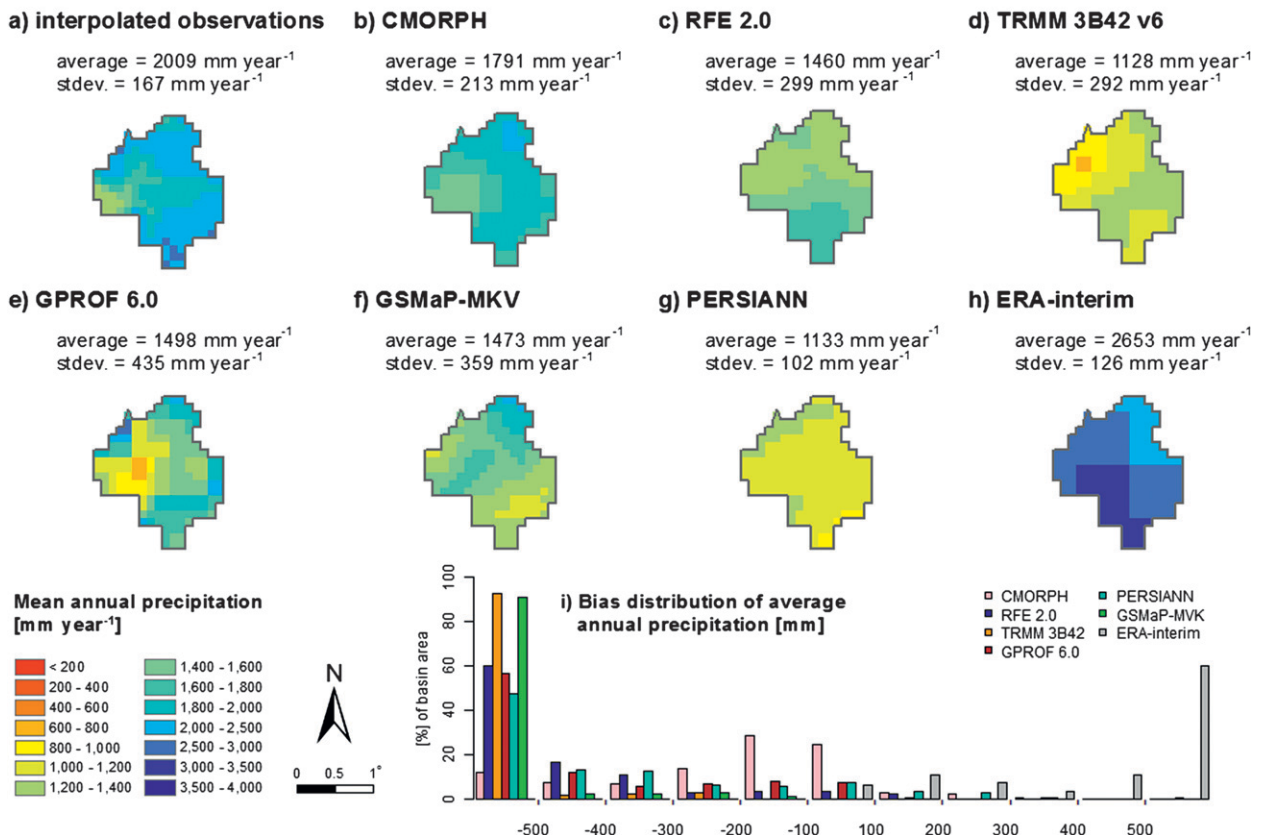 a) interpolated observations
average = 2009 mm year-1
stdev. = 167 mm year-1
b) CMORPH
average = 1791 mm year-1
stdev. = 213 mm year-1
c) RFE 2.0
average = 1460 mm year-1
stdev. = 299 mm year-1
d) TRMM 3B42 v6
average = 1128 mm year-1
stdev. = 292 mm year-1
e) GPROF 6.0
average = 1498 mm year-1
stdev. = 435 mm year-1
f) GSMaP-MKV
average = 1473 mm year-1
stdev. = 359 mm year-1
g) PERSIANN
average = 1133 mm year-1
stdev. = 102 mm year-1
h) ERA-interim
average = 2653 mm year-1
stdev. = 126 mm year-1
Mean annual precipitation
[mm year-1]
< 200
200 - 400
400 - 600
600 - 800
800 - 1,000
1,000 - 1,200
1,200 - 1,400
1,400 - 1,600
1,600 - 1,800
1,800 - 2,000
2,000 - 2,500
2,500 - 3,000
3,000 - 3,500
3,500 - 4,000
N
0 0.5 1°
i) Bias distribution of average
annual precipitation [mm]
CMORPH
RFE 2.0
TRMM 3B42
GPROF 6.0
PERSIANN
GSMaP-MVK
ERA-interim
[%] of basin area
100
80
60
40
20
0
-500 -400 -300 -200 -100 100 200 300 400 500